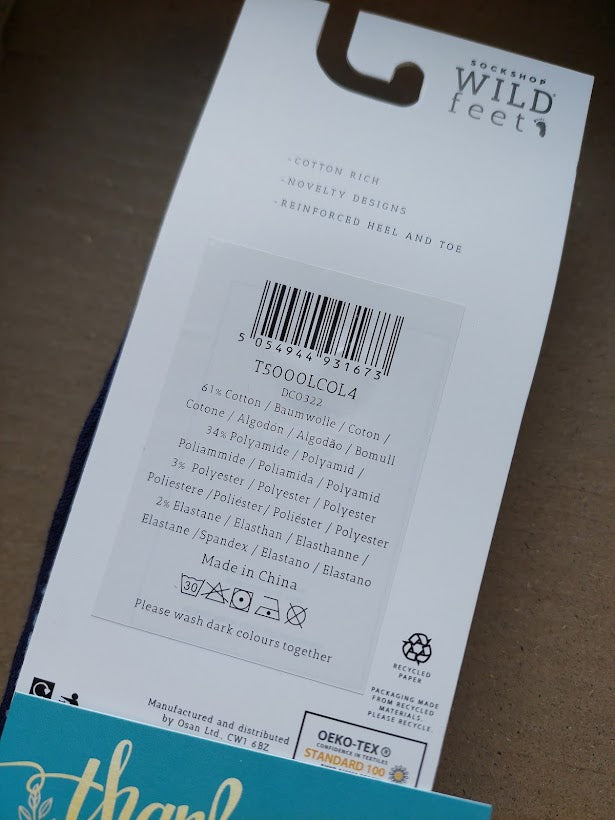 SOCKSHOP
WILD
feet
-COTTON RICH
-NOVELTY DESIGNS
-REINFORCED HEEL AND TOE
5 054944 931673
T5000LCOL4
DC0322
61% Cotton / Baumwolle / Coton /
Cotone / Algodón / Algodão / Bomull
34% Polyamide / Polyamid /
Poliammide / Poliamida / Polyamid
3% Polyester / Polyester / Polyester
Poliestere / Poliéster / Poliéster / Polyester
2% Elastane / Elasthan / Elasthanne /
Elastane / Spandex / Elastano / Elastano
Made in China
30
Please wash dark colours together
RECYCLED
PAPER
PACKAGING MADE
FROM RECYCLED
MATERIALS.
PLEASE RECYCLE.
Manufactured and distributed
by Osan Ltd, CW1 6BZ
OEKO-TEX®
CONFIDENCE IN TEXTILES
STANDARD 100